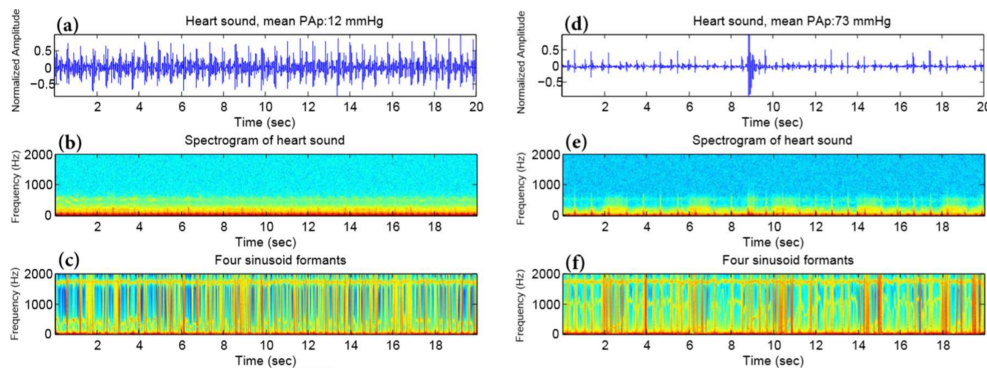 (a) Heart sound, mean PAp:12 mmHg
Normalized Amplitude
0.5
0
−0.5
2 4 6 8 10 12 14 16 18 20
Time (sec)
(b) Spectrogram of heart sound
Frequency (Hz)
2000
1000
0
2 4 6 8 10 12 14 16 18 20
Time (sec)
(c) Four sinusoid formants
Frequency (Hz)
2000
1000
0
2 4 6 8 10 12 14 16 18 20
Time (sec)
(d) Heart sound, mean PAp:73 mmHg
Normalized Amplitude
0.5
0
−0.5
2 4 6 8 10 12 14 16 18 20
Time (sec)
(e) Spectrogram of heart sound
Frequency (Hz)
2000
1000
0
2 4 6 8 10 12 14 16 18 20
Time (sec)
(f) Four sinusoid formants
Frequency (Hz)
2000
1000
0
2 4 6 8 10 12 14 16 18 20
Time (sec)